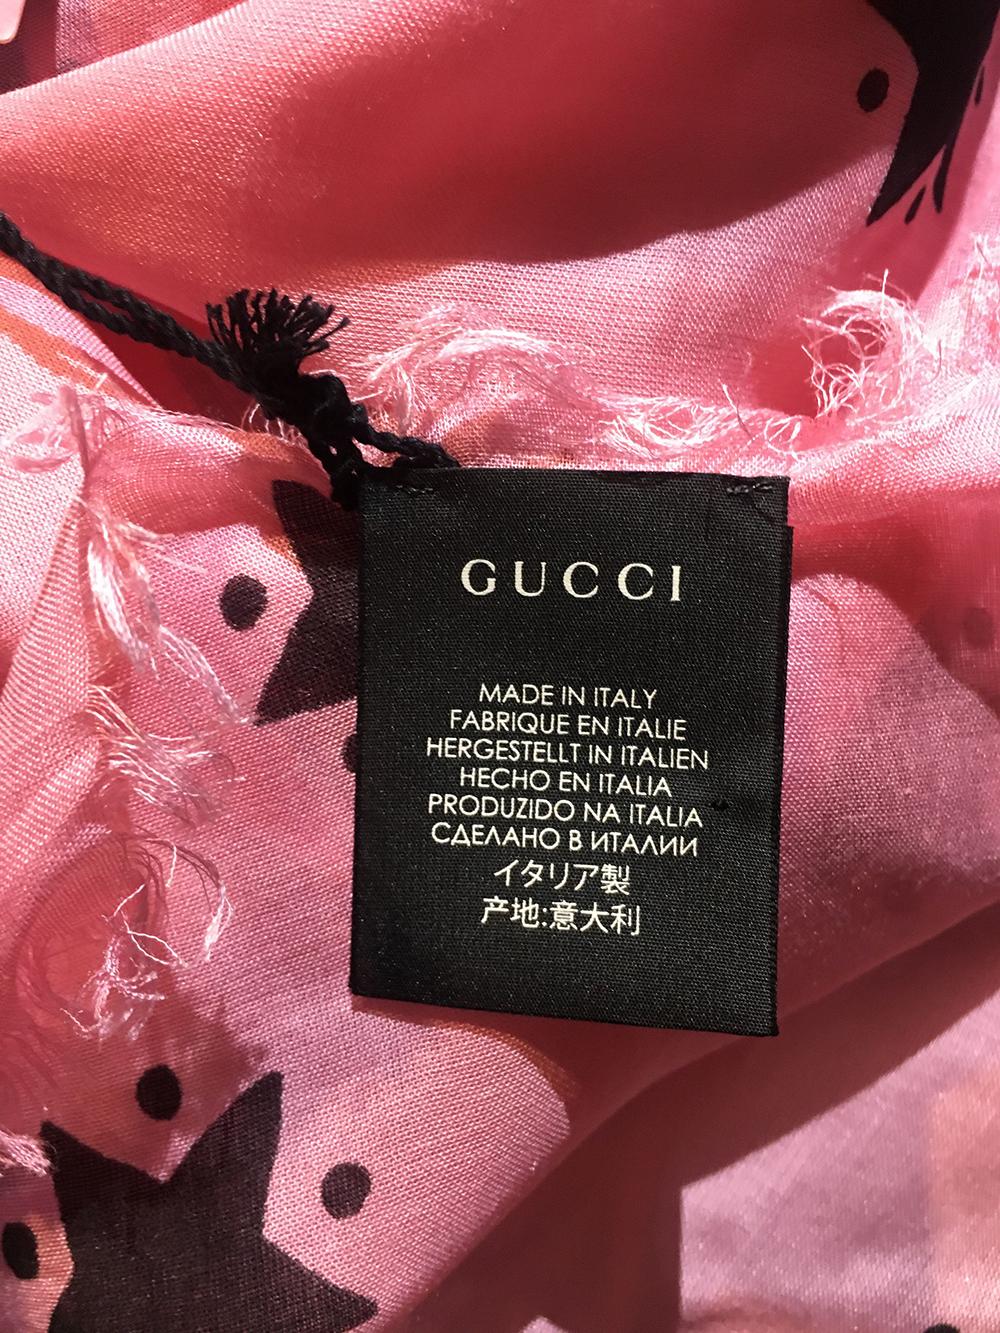 GUCCI
MADE IN ITALY
FABRIQUE EN ITALIE
HERGESTELLT IN ITALIEN
HECHO EN ITALIA
PRODUZIDO NA ITALIA
СДЕЛАНО В ИТАЛИИ
イタリア製
产地:意大利